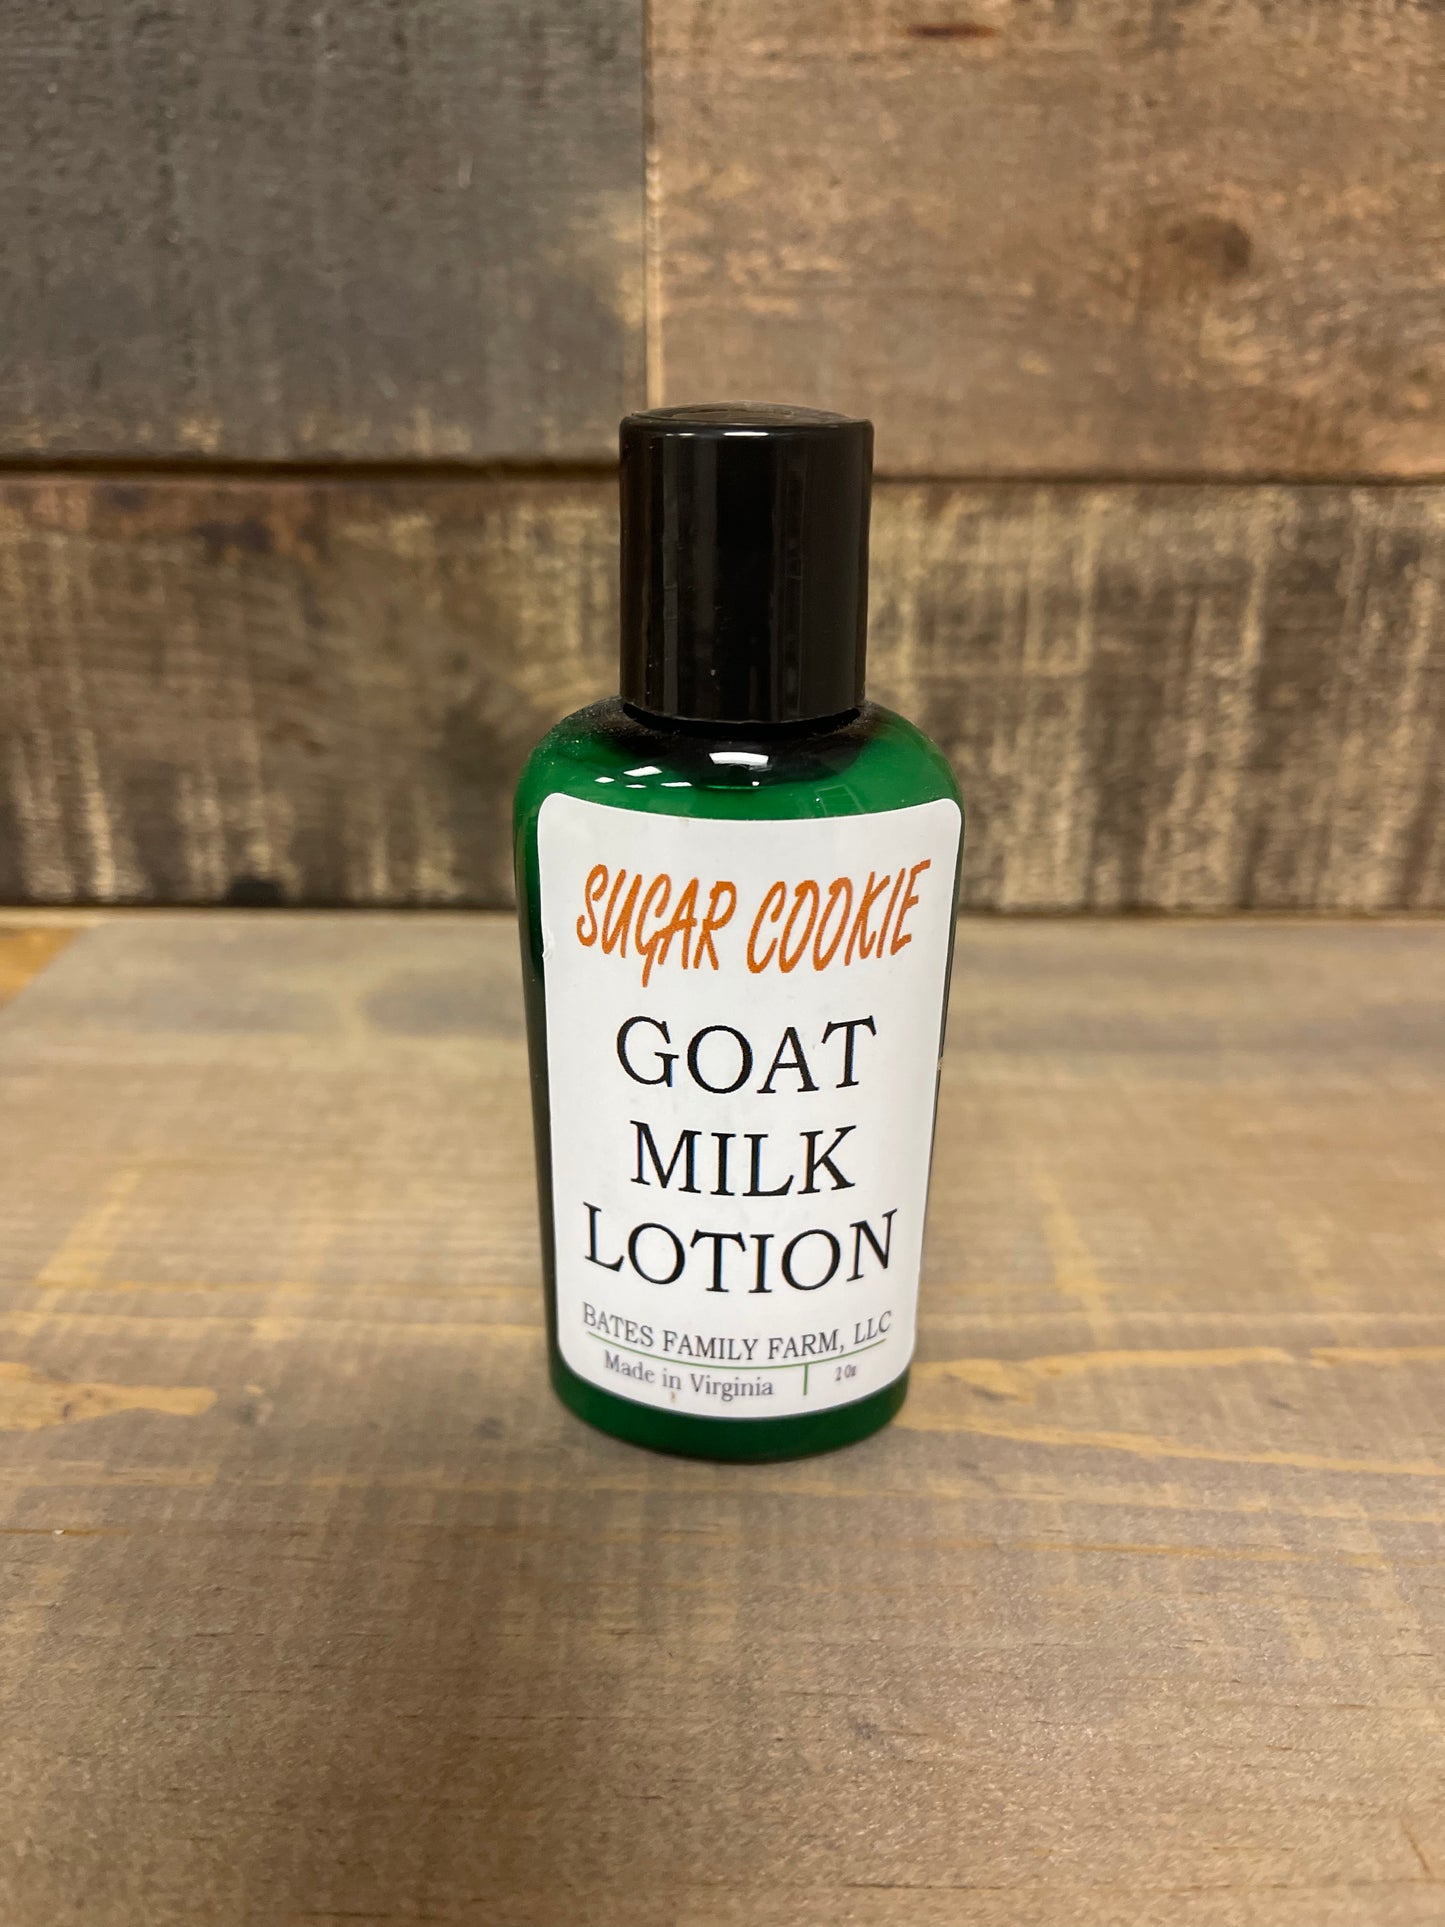 SUGAR COOKIE
GOAT
MILK
LOTION
BATES FAMILY FARM, LLC
Made in Virginia 2 Oz